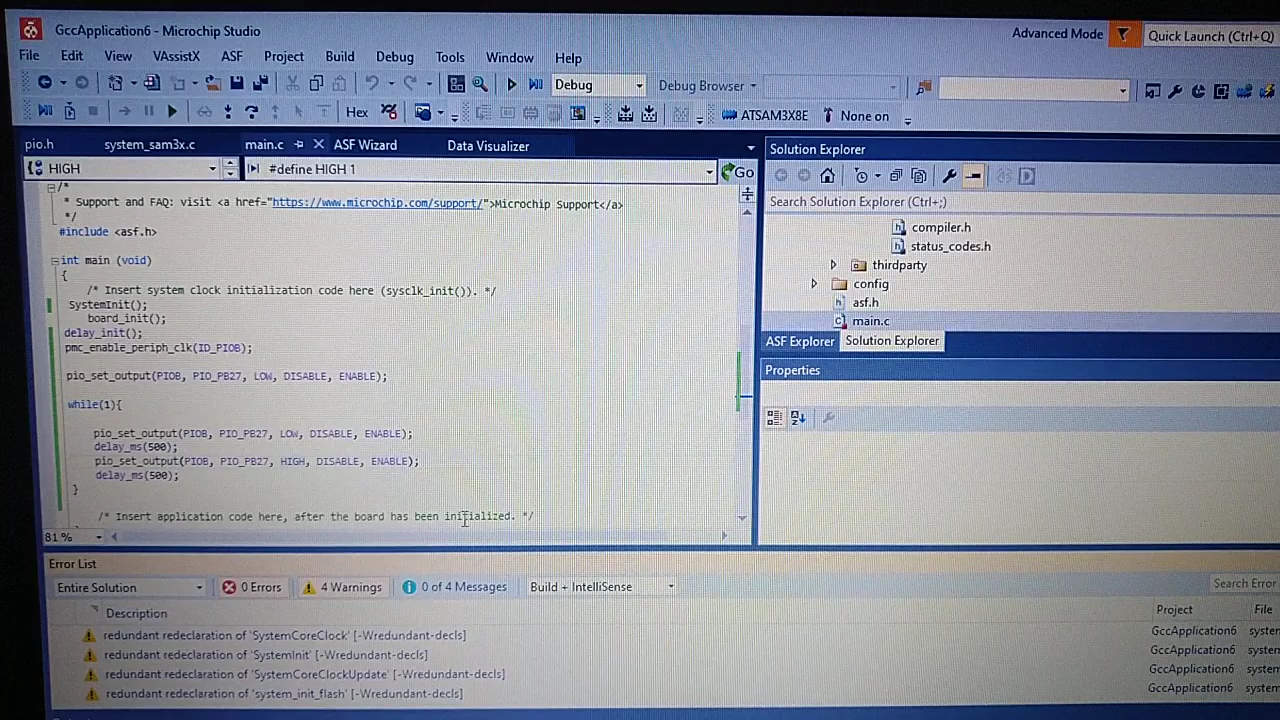 GccApplication6 - Microchip Studio
Advanced Mode
Quick Launch (Ctrl+Q)
File Edit View VAssistX ASF Project Build Debug Tools Window Help
Debug
Debug Browser
Hex
ATSAM3X8E
None on
pio.h system_sam3x.c main.c ASF Wizard Data Visualizer
HIGH
#define HIGH 1
Go
/*
* Support and FAQ: visit <a href="https://www.microchip.com/support/">Microchip Support</a>
*/
#include <asf.h>
int main (void)
{
/* Insert system clock initialization code here (sysclk_init()). */
SystemInit();
board_init();
delay_init();
pmc_enable_periph_clk(ID_PIOB);
pio_set_output(PIOB, PIO_PB27, LOW, DISABLE, ENABLE);
while(1){
pio_set_output(PIOB, PIO_PB27, LOW, DISABLE, ENABLE);
delay_ms(500);
pio_set_output(PIOB, PIO_PB27, HIGH, DISABLE, ENABLE);
delay_ms(500);
}
/* Insert application code here, after the board has been initialized. */
81 %
Solution Explorer
Search Solution Explorer (Ctrl+;)
compiler.h
status_codes.h
thirdparty
config
asf.h
main.c
ASF Explorer Solution Explorer
Properties
Error List
Entire Solution
0 Errors
4 Warnings
0 of 4 Messages
Build + IntelliSense
Search Error
Description Project File
redundant redeclaration of 'SystemCoreClock' [-Wredundant-decls] GccApplication6 system
redundant redeclaration of 'SystemInit' [-Wredundant-decls] GccApplication6 system
redundant redeclaration of 'SystemCoreClockUpdate' [-Wredundant-decls] GccApplication6 system
redundant redeclaration of 'system_init_flash' [-Wredundant-decls] GccApplication6 system